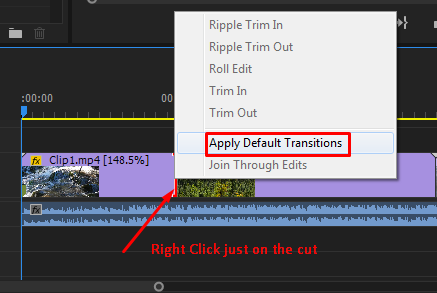 Ripple Trim In
Ripple Trim Out
Roll Edit
Trim In
Trim Out
Apply Default Transitions
Join Through Edits
:00:00
00
fx Clip1.mp4 [148.5%]
fx
Right Click just on the cut